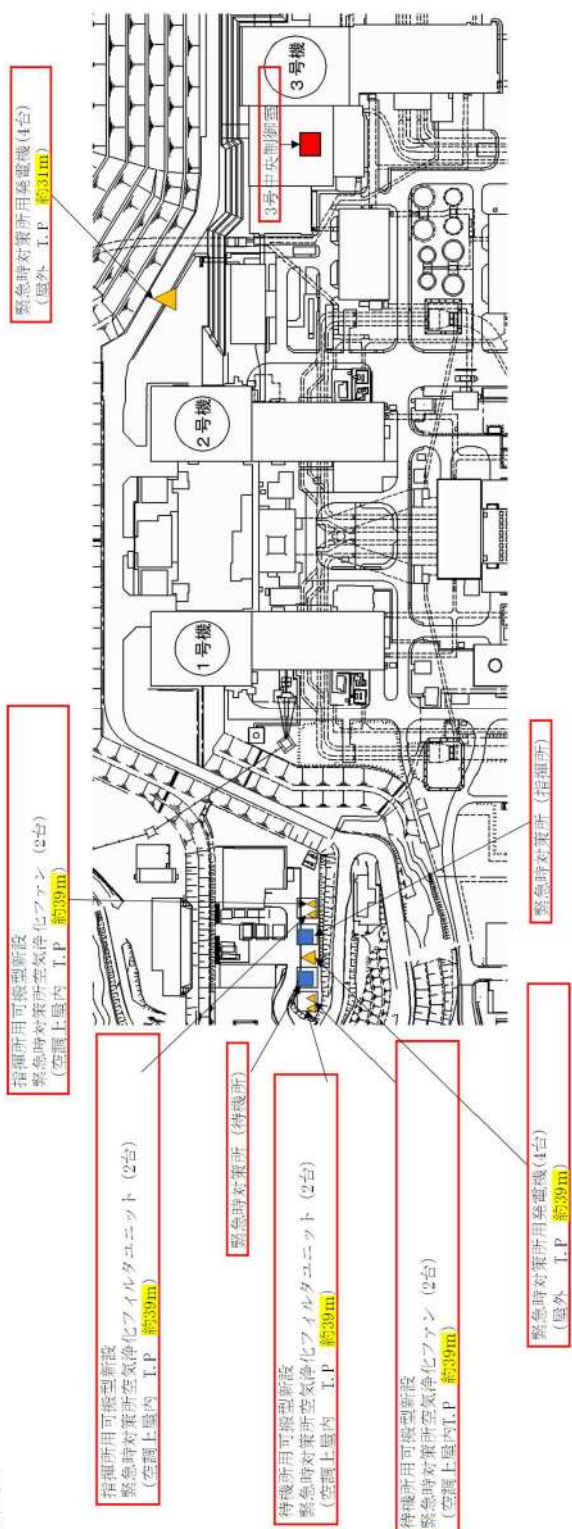 指揮所用可搬型新設
緊急時対策所空気浄化ファン (2台)
(空調上屋内 T.P 約39m)
緊急時対策所用発電機(4台)
(屋外 T.P 約31m)
指揮所用可搬型新設
緊急時対策所空気浄化フィルタユニット (2台)
(空調上屋内 T.P 約39m)
緊急時対策所 (待機所)
待機所用可搬型新設
緊急時対策所空気浄化フィルタユニット (2台)
(空調上屋内 T.P 約39m)
待機所用可搬型新設
緊急時対策所空気浄化ファン (2台)
(空調上屋内T.P 約39m)
1号機
2号機
3号機
3号中央制御室
緊急時対策所用発電機(4台)
(屋外 T.P 約39m)
緊急時対策所 (指揮所)